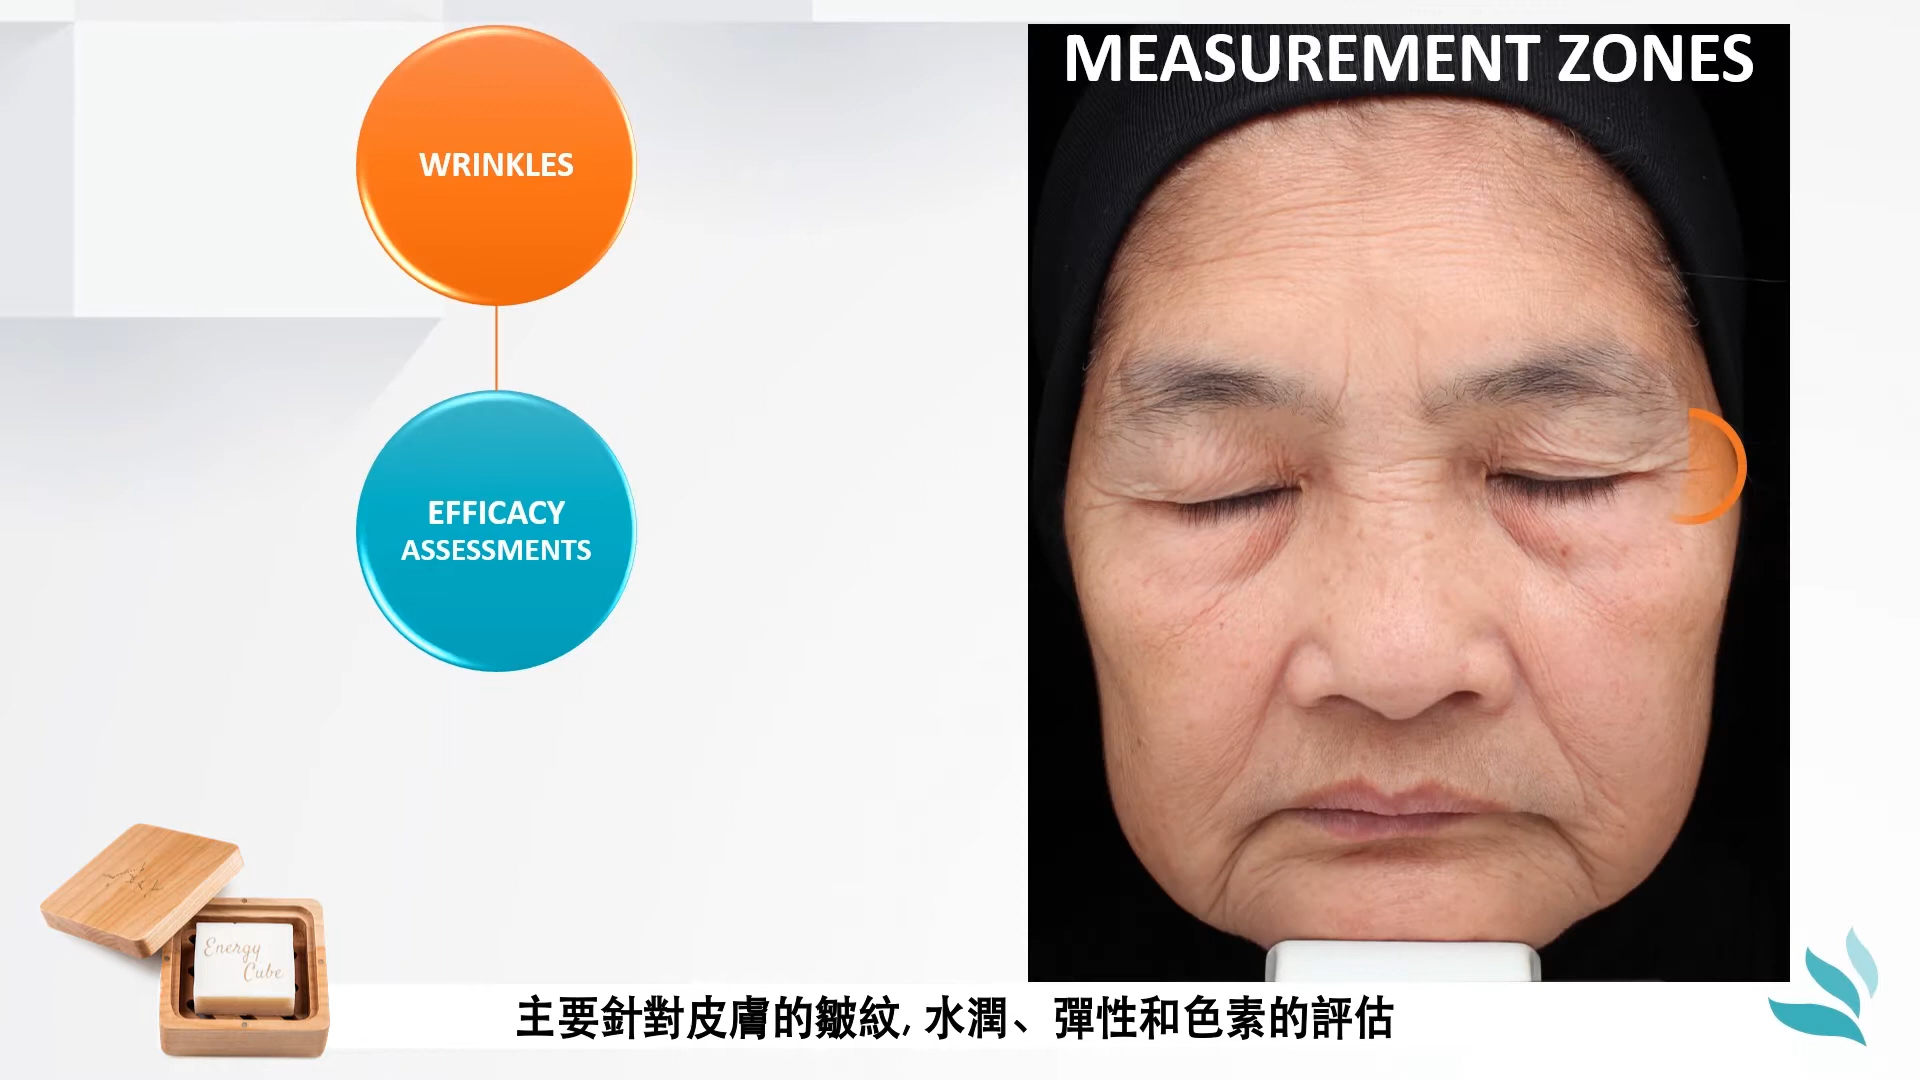 MEASUREMENT ZONES
WRINKLES
EFFICACY
ASSESSMENTS
Energy
Cube
主要針對皮膚的皺紋, 水潤、彈性和色素的評估